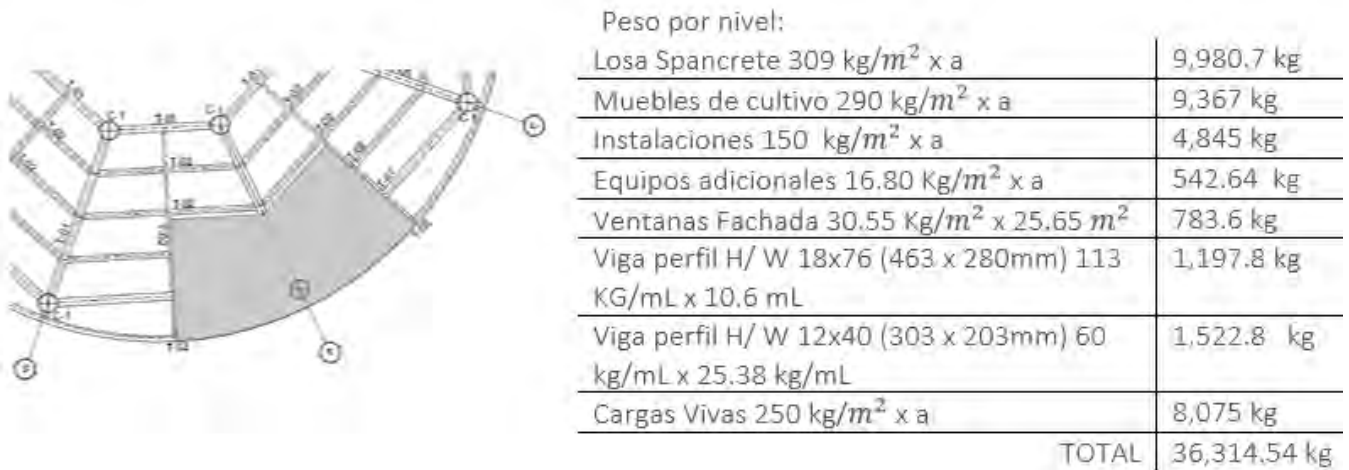 Peso por nivel:
Losa Spancrete 309 kg/m² x a 9,980.7 kg
Muebles de cultivo 290 kg/m² x a 9,367 kg
Instalaciones 150 kg/m² x a 4,845 kg
Equipos adicionales 16.80 Kg/m² x a 542.64 kg
Ventanas Fachada 30.55 Kg/m² x 25.65 m² 783.6 kg
Viga perfil H/ W 18x76 (463 x 280mm) 113 1,197.8 kg
KG/mL x 10.6 mL
Viga perfil H/ W 12x40 (303 x 203mm) 60 1,522.8 kg
kg/mL x 25.38 kg/mL
Cargas Vivas 250 kg/m² x a 8,075 kg
TOTAL 36,314.54 kg